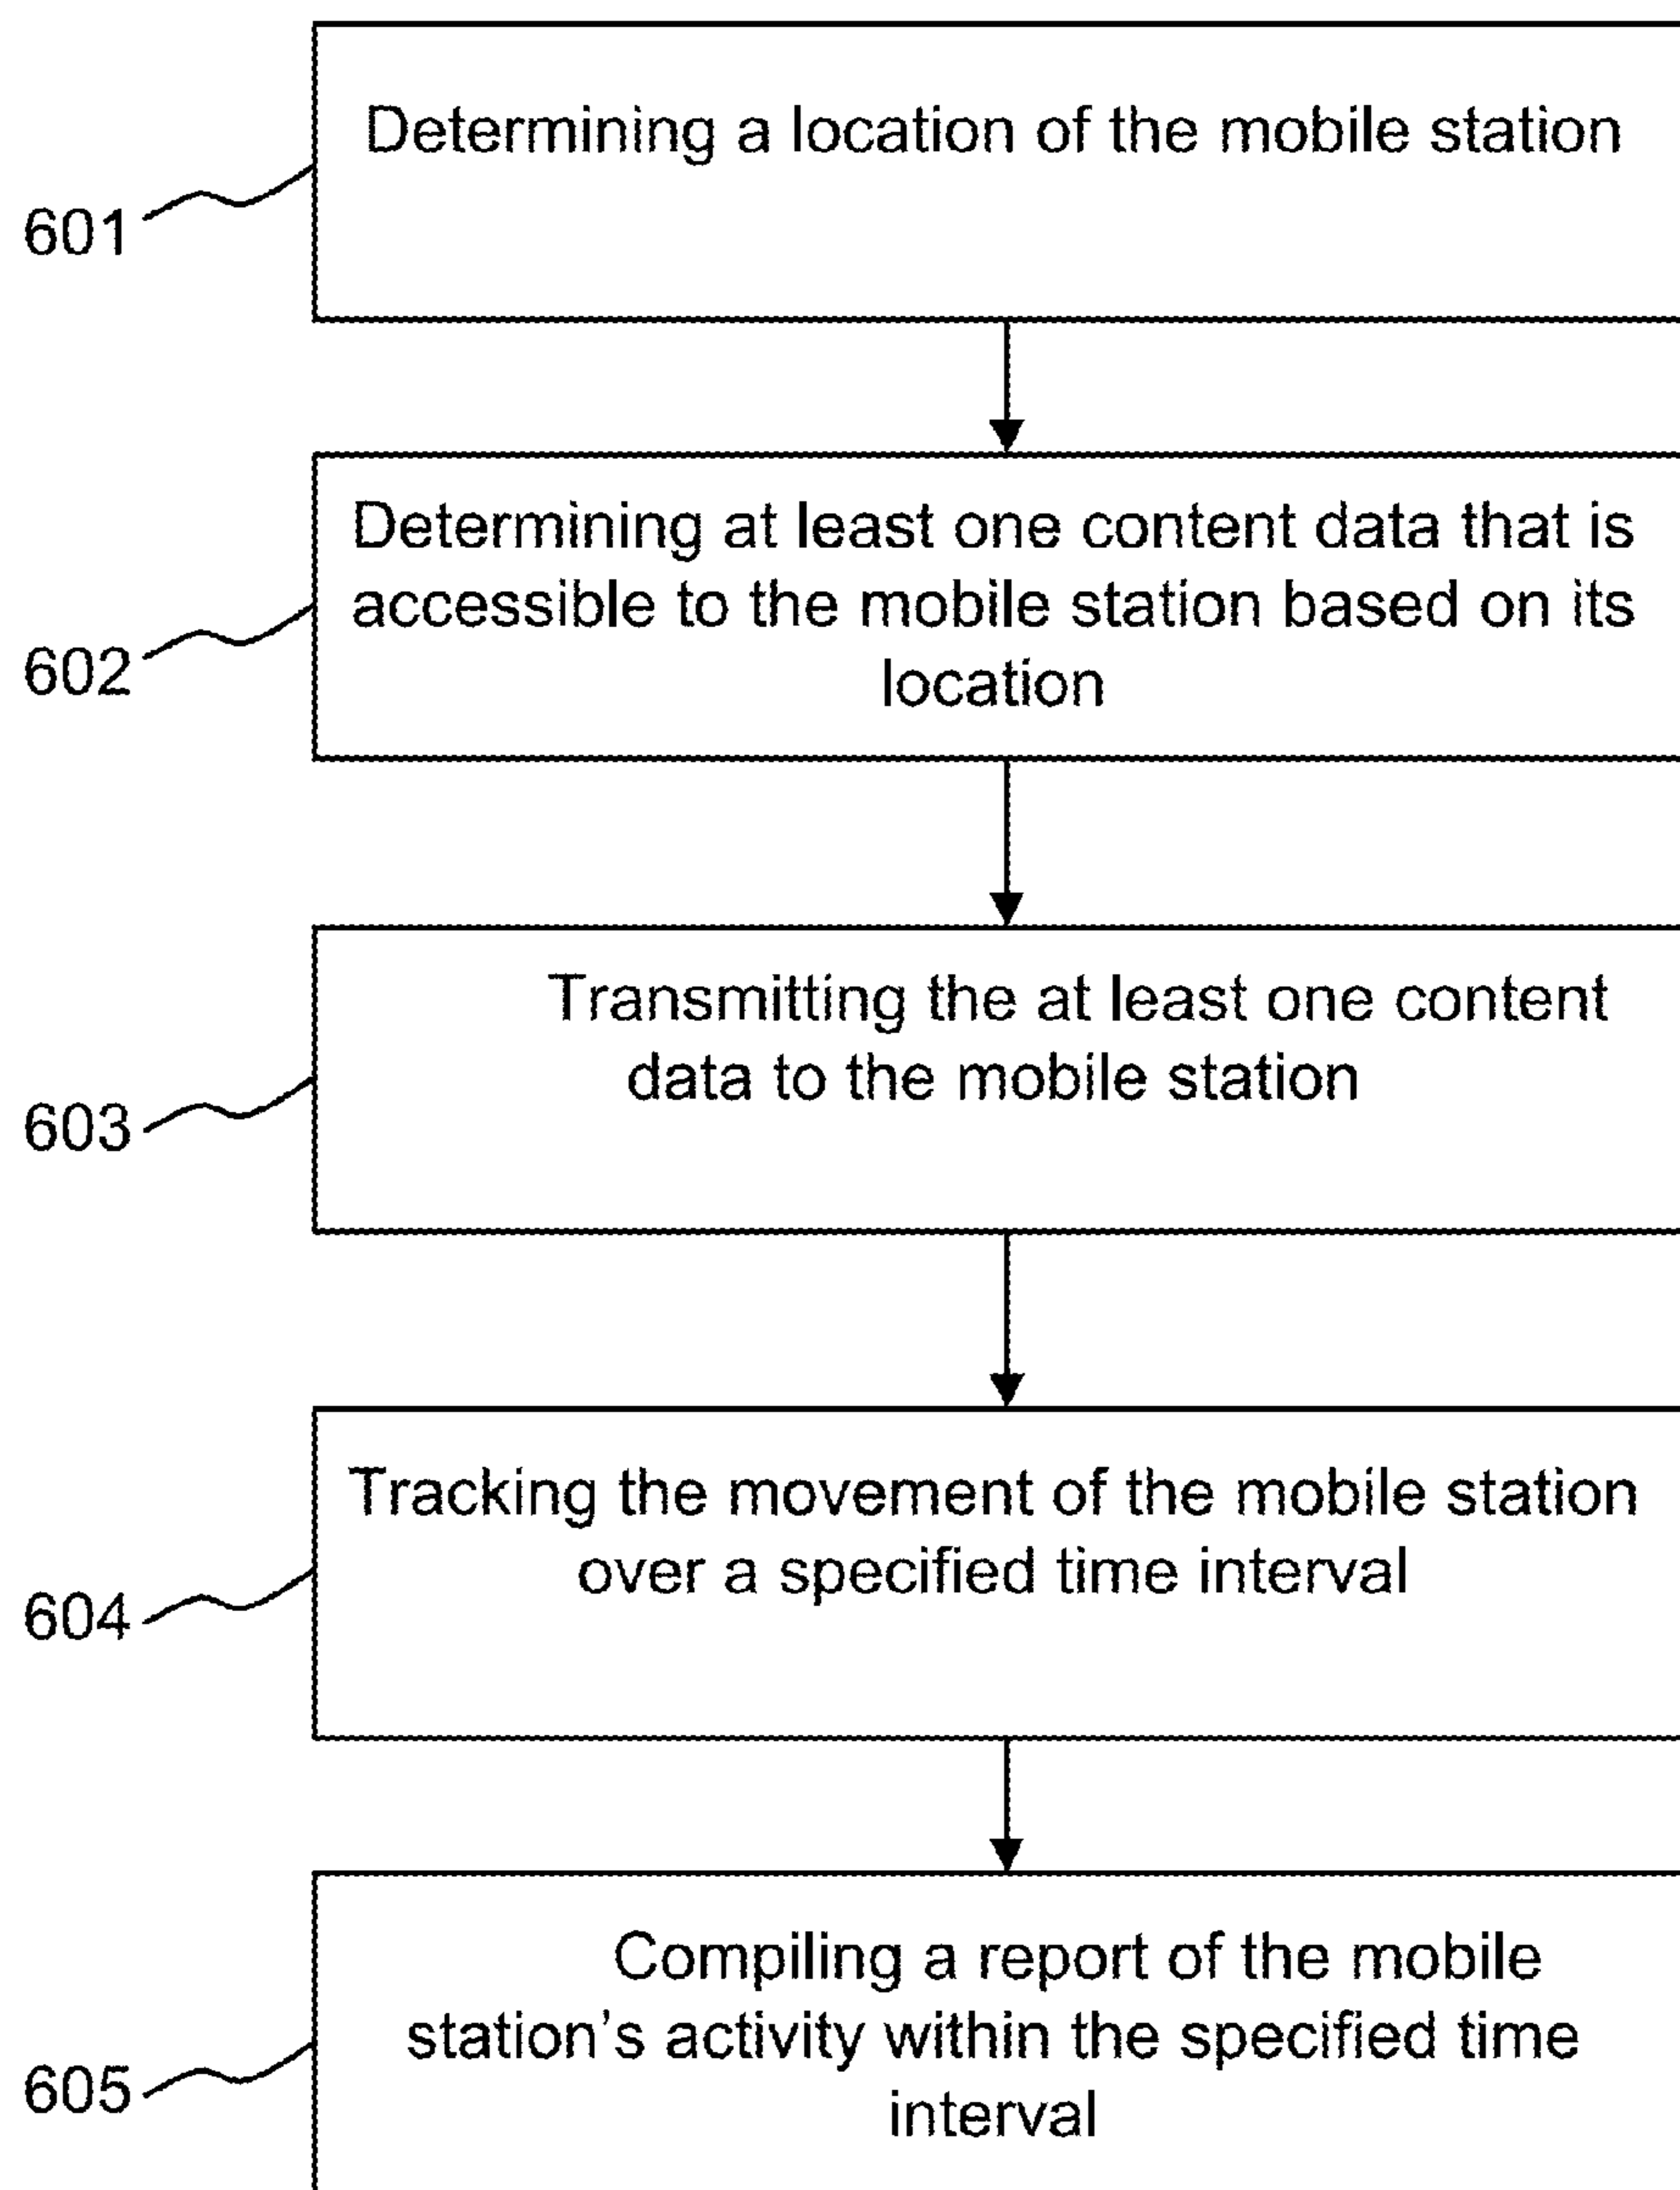 Determining a location of the mobile station
601
Determining at least one content data that is
accessible to the mobile station based on its
location
602
Transmitting the at least one content
data to the mobile station
603
Tracking the movement of the mobile station
over a specified time interval
604
Compiling a report of the mobile
station's activity within the specified time
interval
605